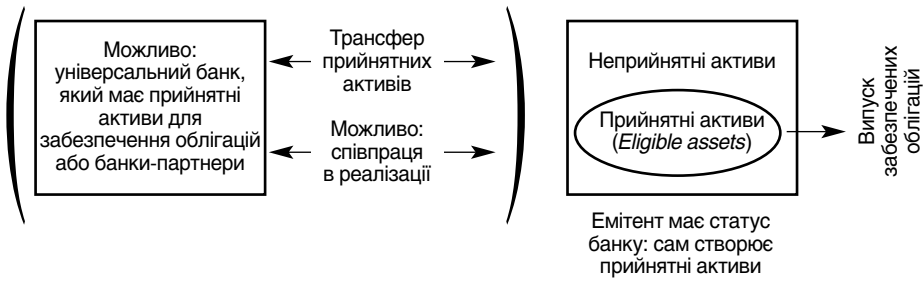 Можливо:
універсальний банк,
який має прийнятні
активи для
забезпечення облігацій
або банки-партнери
Трансфер
прийнятних
активів
Можливо:
співпраця
в реалізації
Неприйнятні активи
Прийнятні активи
(Eligible assets)
Емітент має статус
банку: сам створює
прийнятні активи
Випуск
забезпечених
облігацій